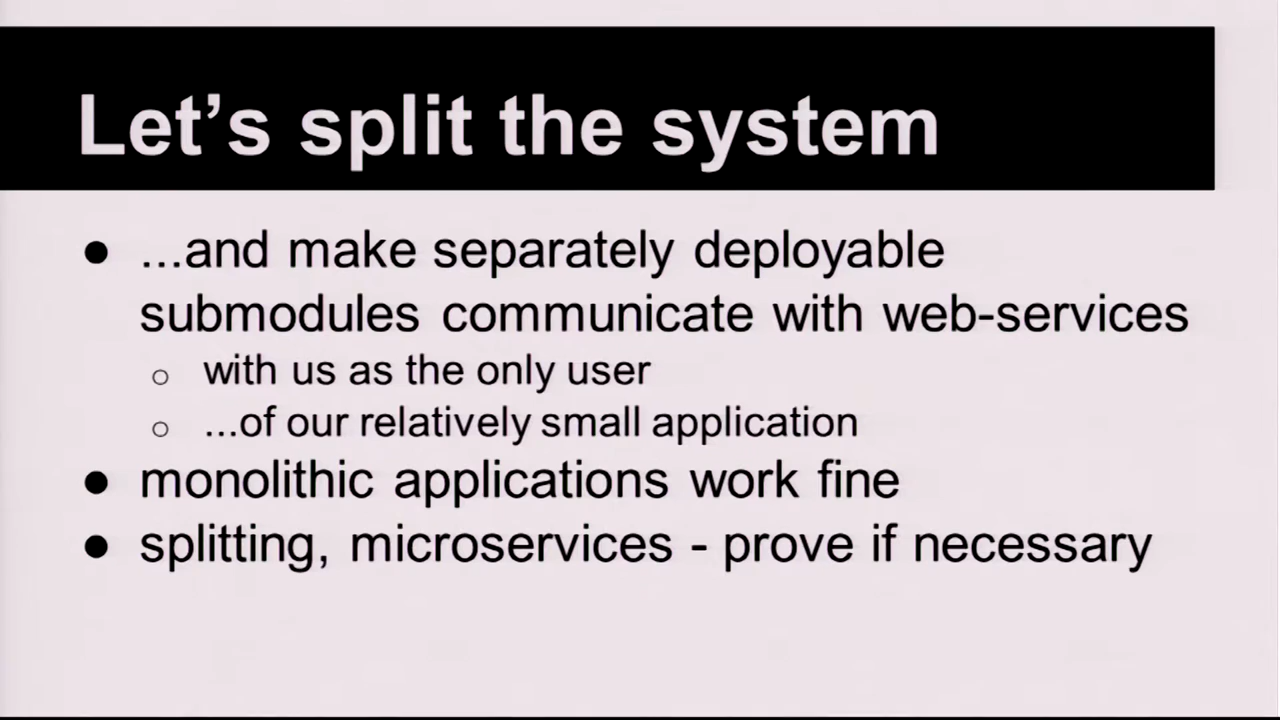 Let’s split the system
● ...and make separately deployable
submodules communicate with web-services
○ with us as the only user
○ ...of our relatively small application
● monolithic applications work fine
● splitting, microservices - prove if necessary